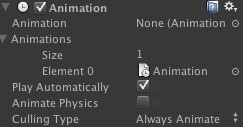 Animation
Animation None (Animation
Animations
Size 1
Element 0 Animation
Play Automatically
Animate Physics
Culling Type Always Animate